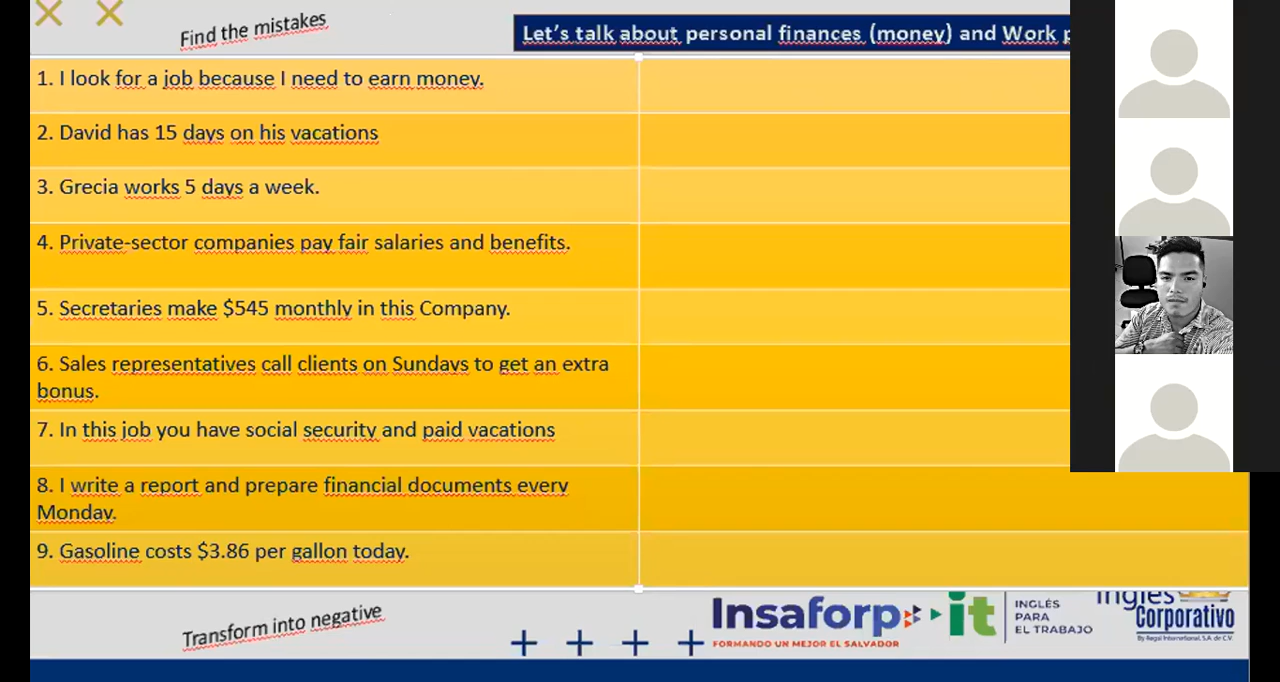 Find the mistakes
Let's talk about personal finances (money) and Work
1. I look for a job because I need to earn money.
2. David has 15 days on his vacations
3. Grecia works 5 days a week.
4. Private-sector companies pay fair salaries and benefits.
5. Secretaries make $545 monthly in this Company.
6. Sales representatives call clients on Sundays to get an extra
bonus.
7. In this job you have social security and paid vacations
8. I write a report and prepare financial documents every
Monday.
9. Gasoline costs $3.86 per gallon today.
Transform into negative
Insaforp
FORMANDO UN MEJOR EL SALVADOR
it
INGLÉS
PARA
EL TRABAJO
Inglés
Corporativo
By Regal International, S.A. de C.V.